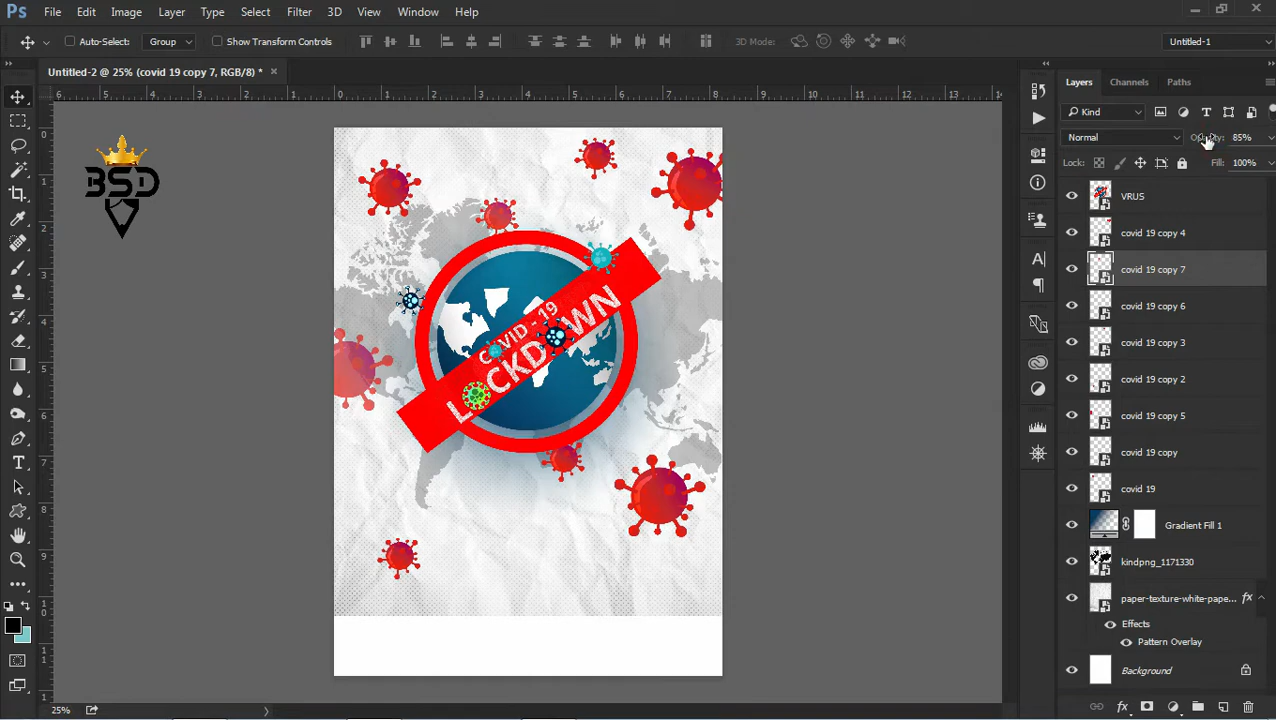 Ps File Edit Image Layer Type Select Filter 3D View Window Help
Auto-Select: Group Show Transform Controls 3D Mode: Untitled-1
Untitled-2 @ 25% (covid 19 copy 7, RGB/8) * ×
Layers Channels Paths
Kind
Normal Opacity: 85%
Lock: Fill: 100%
BSD
COVID - 19
LOCKDOWN
VRUS
covid 19 copy 4
covid 19 copy 7
covid 19 copy 6
covid 19 copy 3
covid 19 copy 2
covid 19 copy 5
covid 19 copy
covid 19
Gradient Fill 1
kindpng_1171330
paper-texture-white-pape... fx
Effects
Pattern Overlay
Background
25%
fx